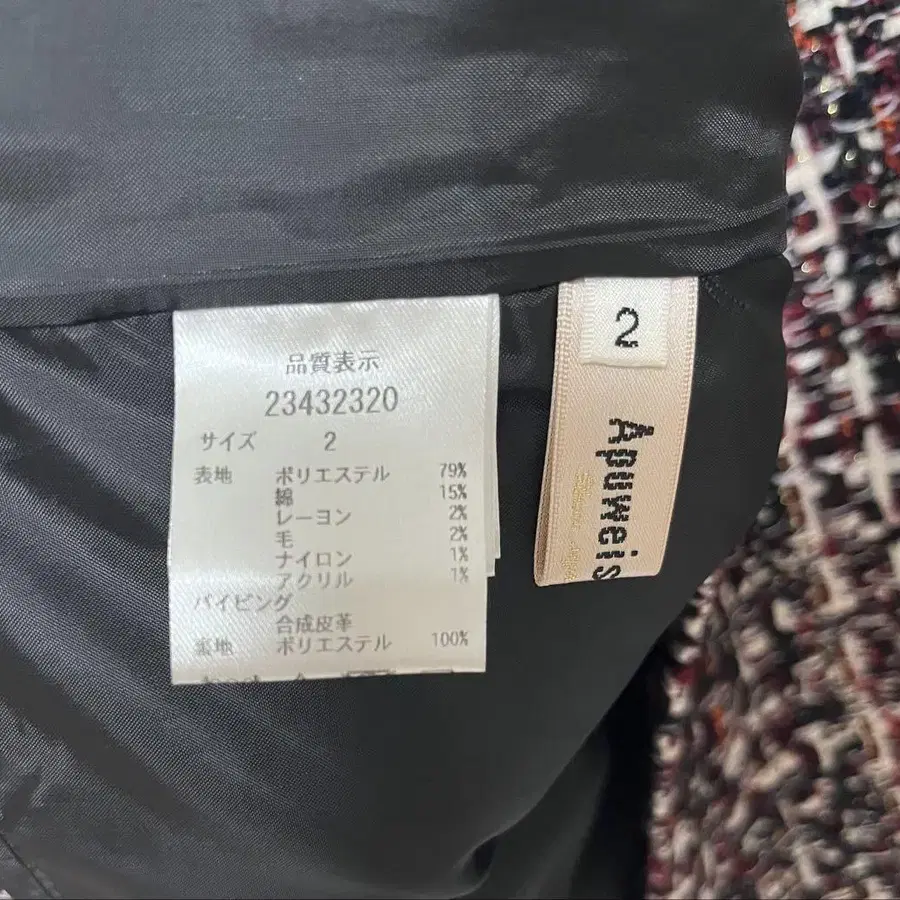 品質表示
23432320
サイズ 2
表地 ポリエステル 79%
綿 15%
レーヨン 2%
毛 2%
ナイロン 1%
アクリル 1%
パイピング
合成皮革
裏地 ポリエステル 100%
2
Apuweis